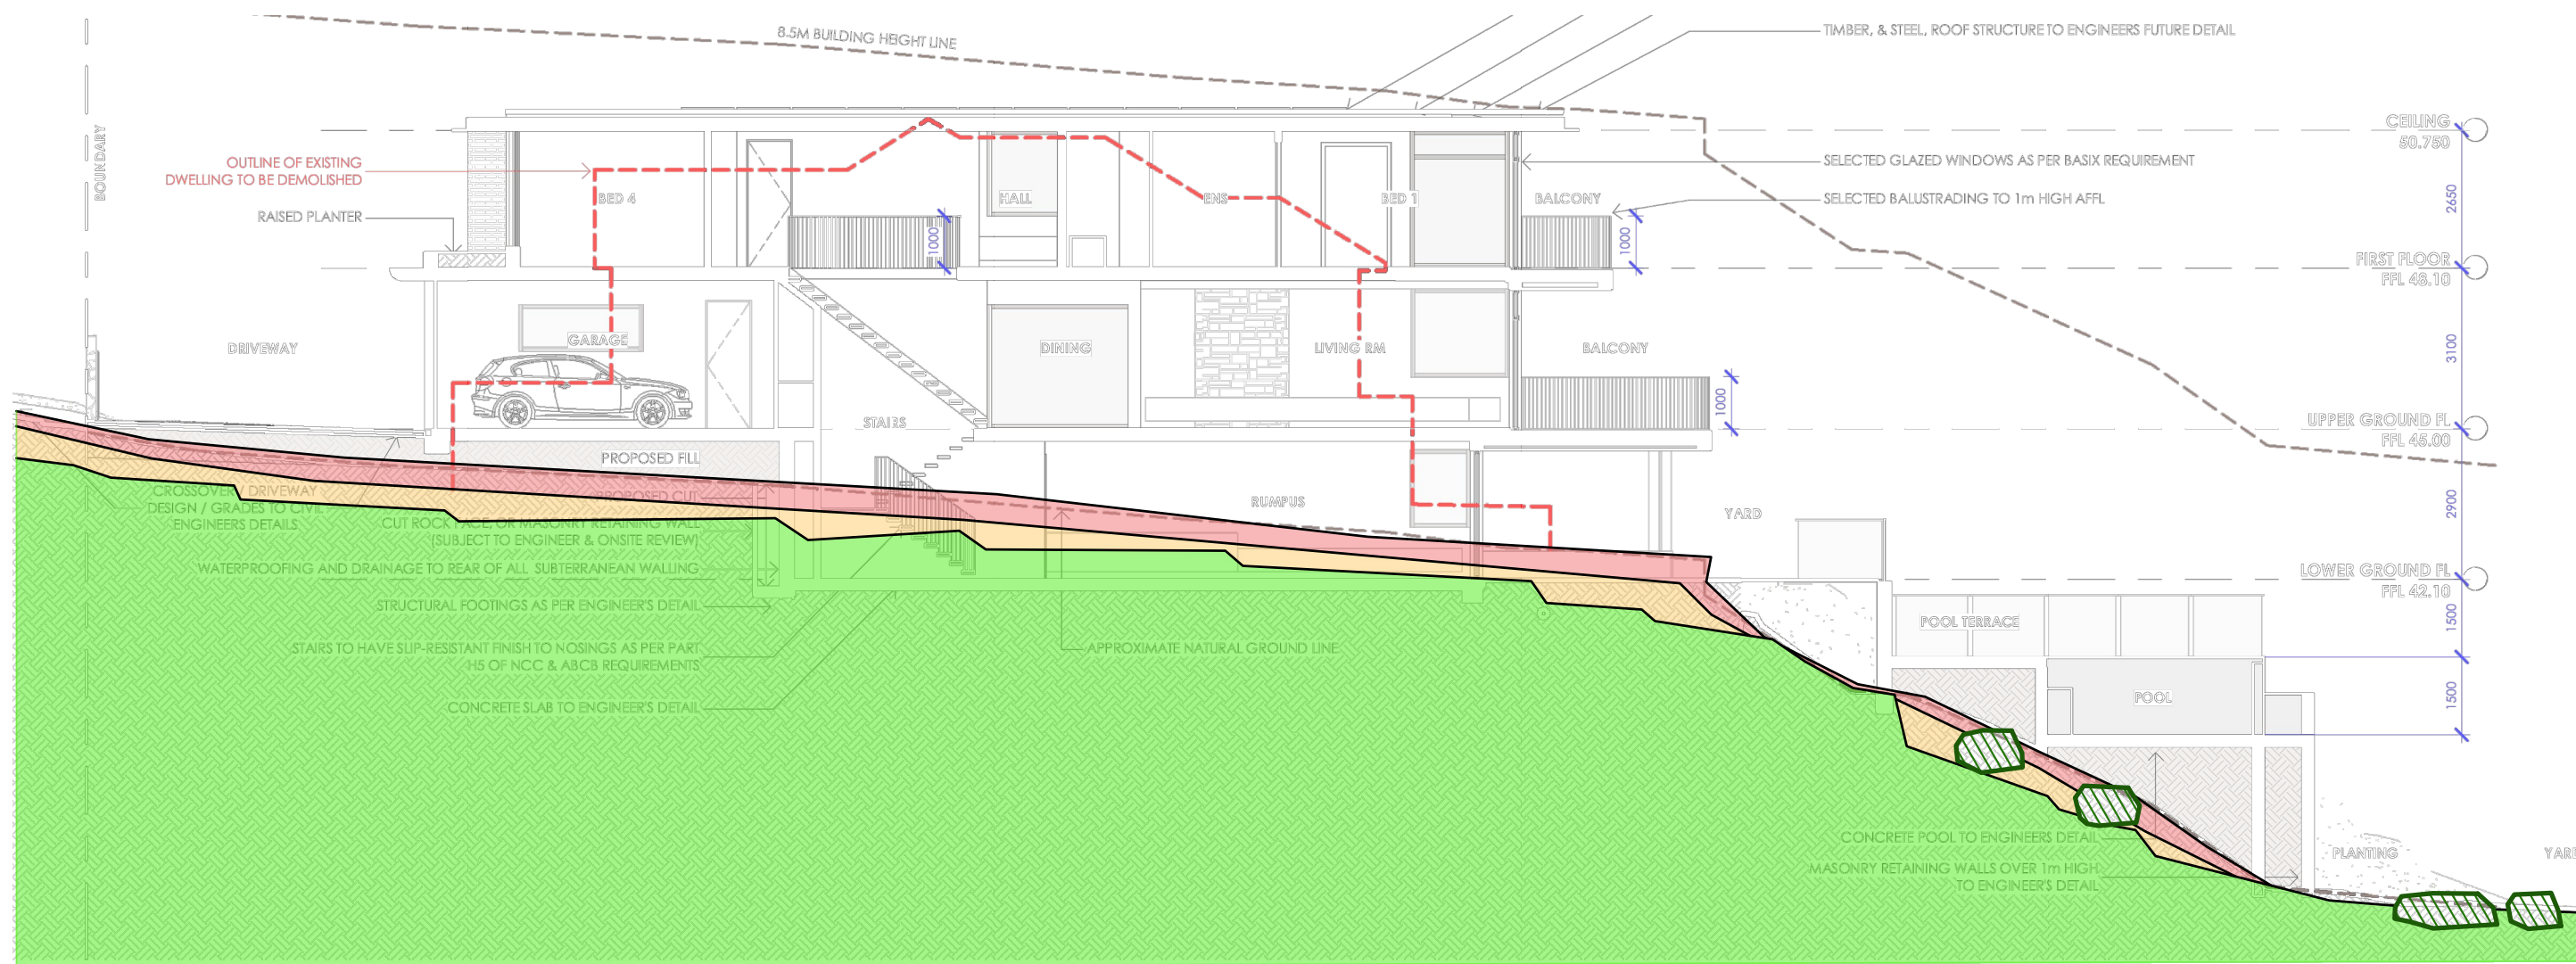 8.5M BUILDING HEIGHT LINE
TIMBER, & STEEL, ROOF STRUCTURE TO ENGINEERS FUTURE DETAIL
BOUNDARY
CEILING
50.750
OUTLINE OF EXISTING
DWELLING TO BE DEMOLISHED
SELECTED GLAZED WINDOWS AS PER BASIX REQUIREMENT
RAISED PLANTER
BED 4
HALL
ENS
BED 1
BALCONY
SELECTED BALUSTRADING TO 1m HIGH AFFL
2650
1000
1000
FIRST FLOOR
FFL 48.10
DRIVEWAY
GARAGE
DINING
LIVING RM
BALCONY
3100
1000
STAIRS
UPPER GROUND FL
FFL 45.00
PROPOSED FILL
CROSSOVER / DRIVEWAY
DESIGN / GRADES TO CIVIL
ENGINEERS DETAILS
PROPOSED CUT
RUMPUS
YARD
2900
CUT ROCK FACE, OR MASONRY RETAINING WALL
(SUBJECT TO ENGINEER & ONSITE REVIEW)
WATERPROOFING AND DRAINAGE TO REAR OF ALL SUBTERRANEAN WALLING
LOWER GROUND FL
FFL 42.10
STRUCTURAL FOOTINGS AS PER ENGINEER'S DETAIL
POOL TERRACE
1500
STAIRS TO HAVE SLIP-RESISTANT FINISH TO NOSINGS AS PER PART
H5 OF NCC & ABCB REQUIREMENTS
APPROXIMATE NATURAL GROUND LINE
CONCRETE SLAB TO ENGINEER'S DETAIL
POOL
1500
CONCRETE POOL TO ENGINEERS DETAIL
MASONRY RETAINING WALLS OVER 1m HIGH
TO ENGINEER'S DETAIL
PLANTING
YARD